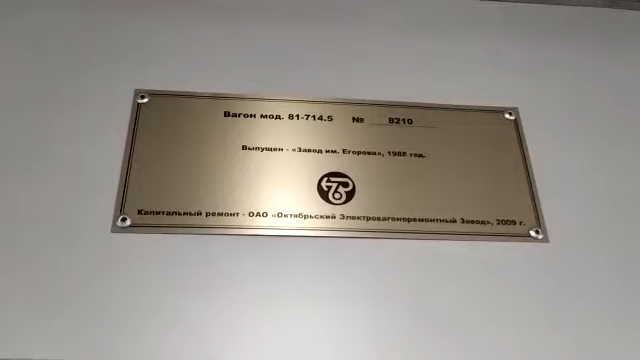 Вагон мод. 81-714.5 № 8210
Выпущен - «Завод им. Егорова», 1988 год.
Капитальный ремонт - ОАО «Октябрьский Электровагоноремонтный Завод», 2009 г.